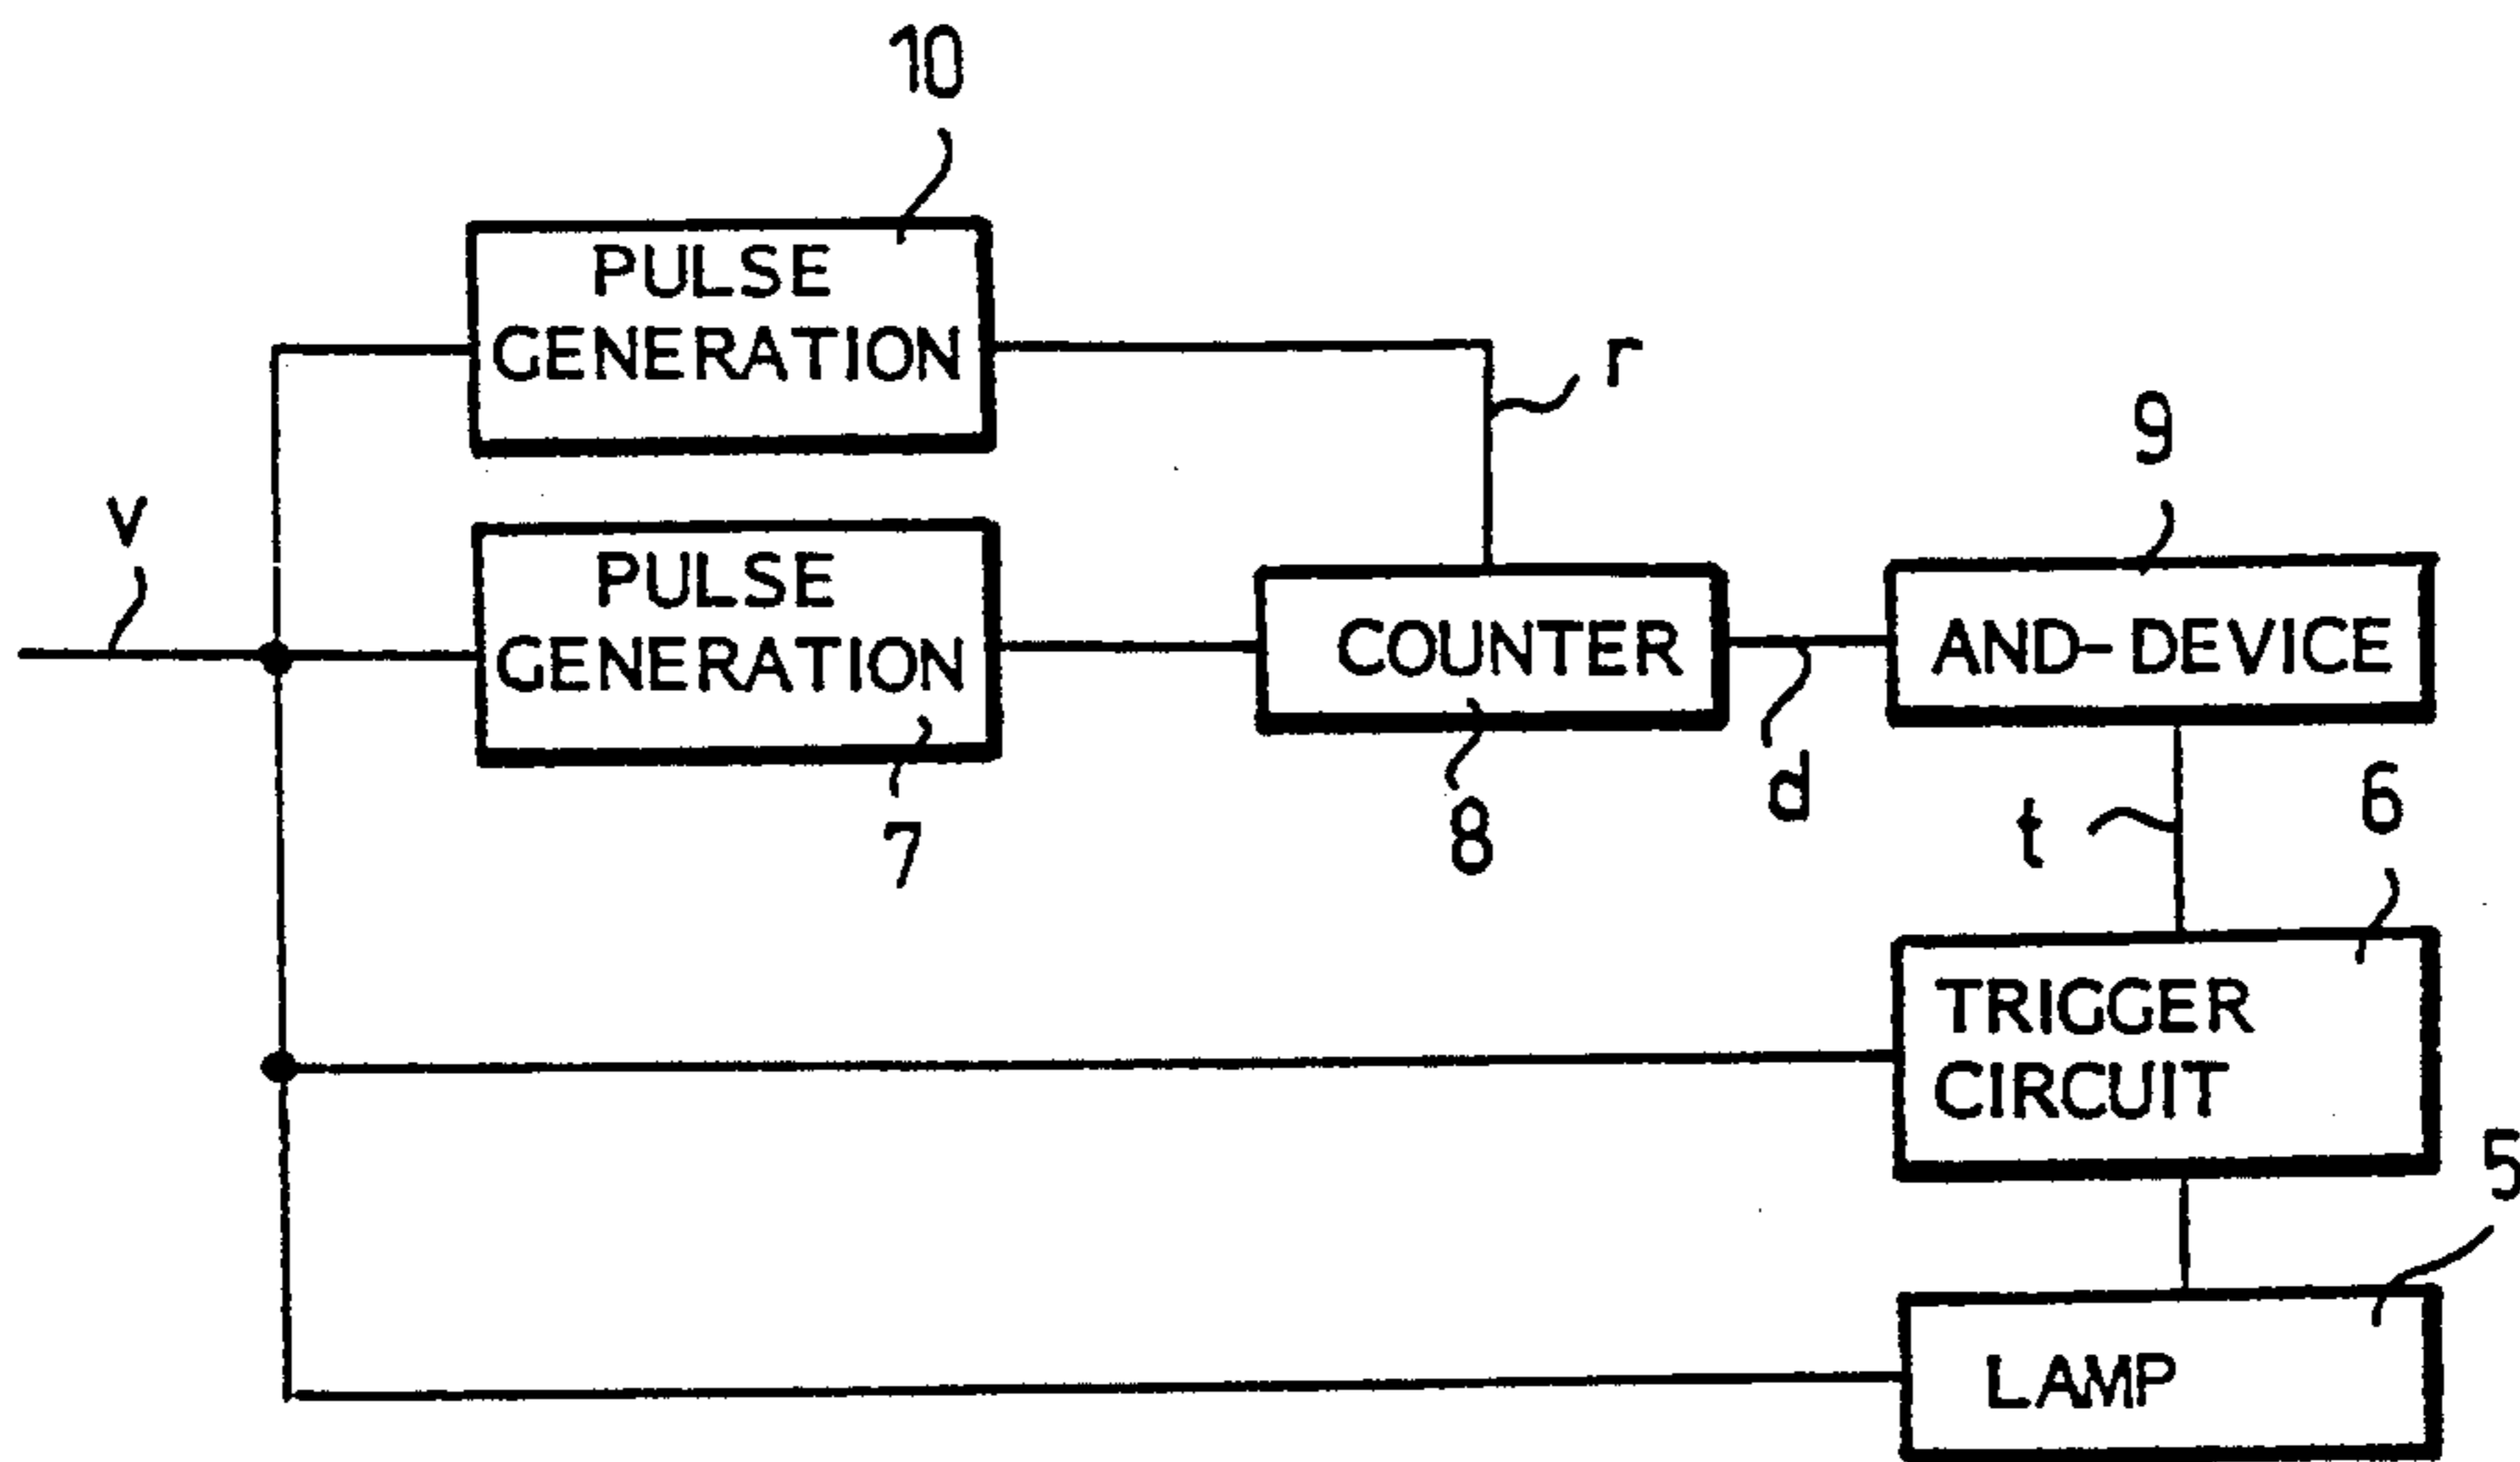 10
PULSE
GENERATION
r
9
v
PULSE
GENERATION
COUNTER
AND-DEVICE
7
8
d
t
6
TRIGGER
CIRCUIT
5
LAMP